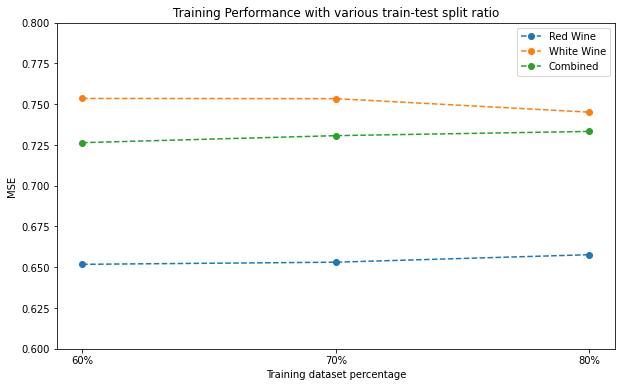 Training Performance with various train-test split ratio
Red Wine
White Wine
Combined
0.800
0.775
0.750
0.725
0.700
0.675
0.650
0.625
0.600
MSE
60%
70%
80%
Training dataset percentage